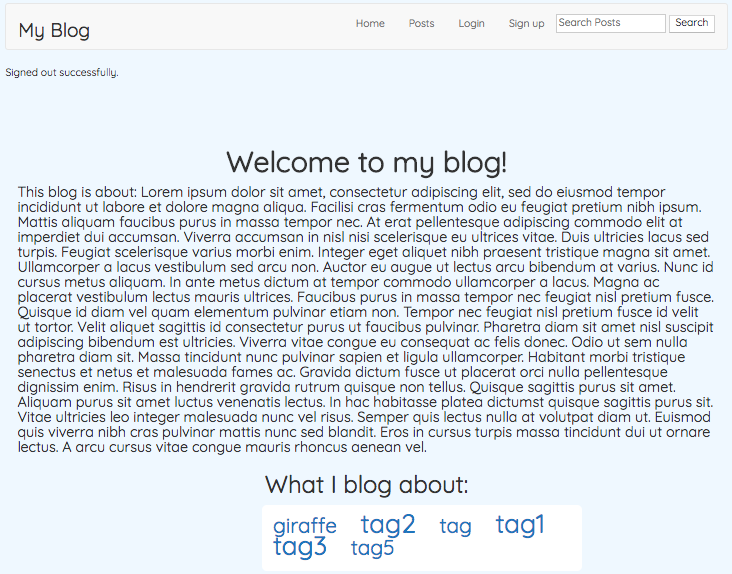 My Blog
Home Posts Login Sign up Search Posts Search
Signed out successfully.
Welcome to my blog!
This blog is about: Lorem ipsum dolor sit amet, consectetur adipiscing elit, sed do eiusmod tempor
incididunt ut labore et dolore magna aliqua. Facilisi cras fermentum odio eu feugiat pretium nibh ipsum.
Mattis aliquam faucibus purus in massa tempor nec. At erat pellentesque adipiscing commodo elit at
imperdiet dui accumsan. Viverra accumsan in nisl nisi scelerisque eu ultrices vitae. Duis ultricies lacus sed
turpis. Feugiat scelerisque varius morbi enim. Integer eget aliquet nibh praesent tristique magna sit amet.
Ullamcorper a lacus vestibulum sed arcu non. Auctor eu augue ut lectus arcu bibendum at varius. Nunc id
cursus metus aliquam. In ante metus dictum at tempor commodo ullamcorper a lacus. Magna ac
placerat vestibulum lectus mauris ultrices. Faucibus purus in massa tempor nec feugiat nisl pretium fusce.
Quisque id diam vel quam elementum pulvinar etiam non. Tempor nec feugiat nisl pretium fusce id velit
ut tortor. Velit aliquet sagittis id consectetur purus ut faucibus pulvinar. Pharetra diam sit amet nisl suscipit
adipiscing bibendum est ultricies. Viverra vitae congue eu consequat ac felis donec. Odio ut sem nulla
pharetra diam sit. Massa tincidunt nunc pulvinar sapien et ligula ullamcorper. Habitant morbi tristique
senectus et netus et malesuada fames ac. Gravida dictum fusce ut placerat orci nulla pellentesque
dignissim enim. Risus in hendrerit gravida rutrum quisque non tellus. Quisque sagittis purus sit amet.
Aliquam purus sit amet luctus venenatis lectus. In hac habitasse platea dictumst quisque sagittis purus sit.
Vitae ultricies leo integer malesuada nunc vel risus. Semper quis lectus nulla at volutpat diam ut. Euismod
quis viverra nibh cras pulvinar mattis nunc sed blandit. Eros in cursus turpis massa tincidunt dui ut ornare
lectus. A arcu cursus vitae congue mauris rhoncus aenean vel.
What I blog about:
giraffe tag2 tag tag1
tag3 tag5